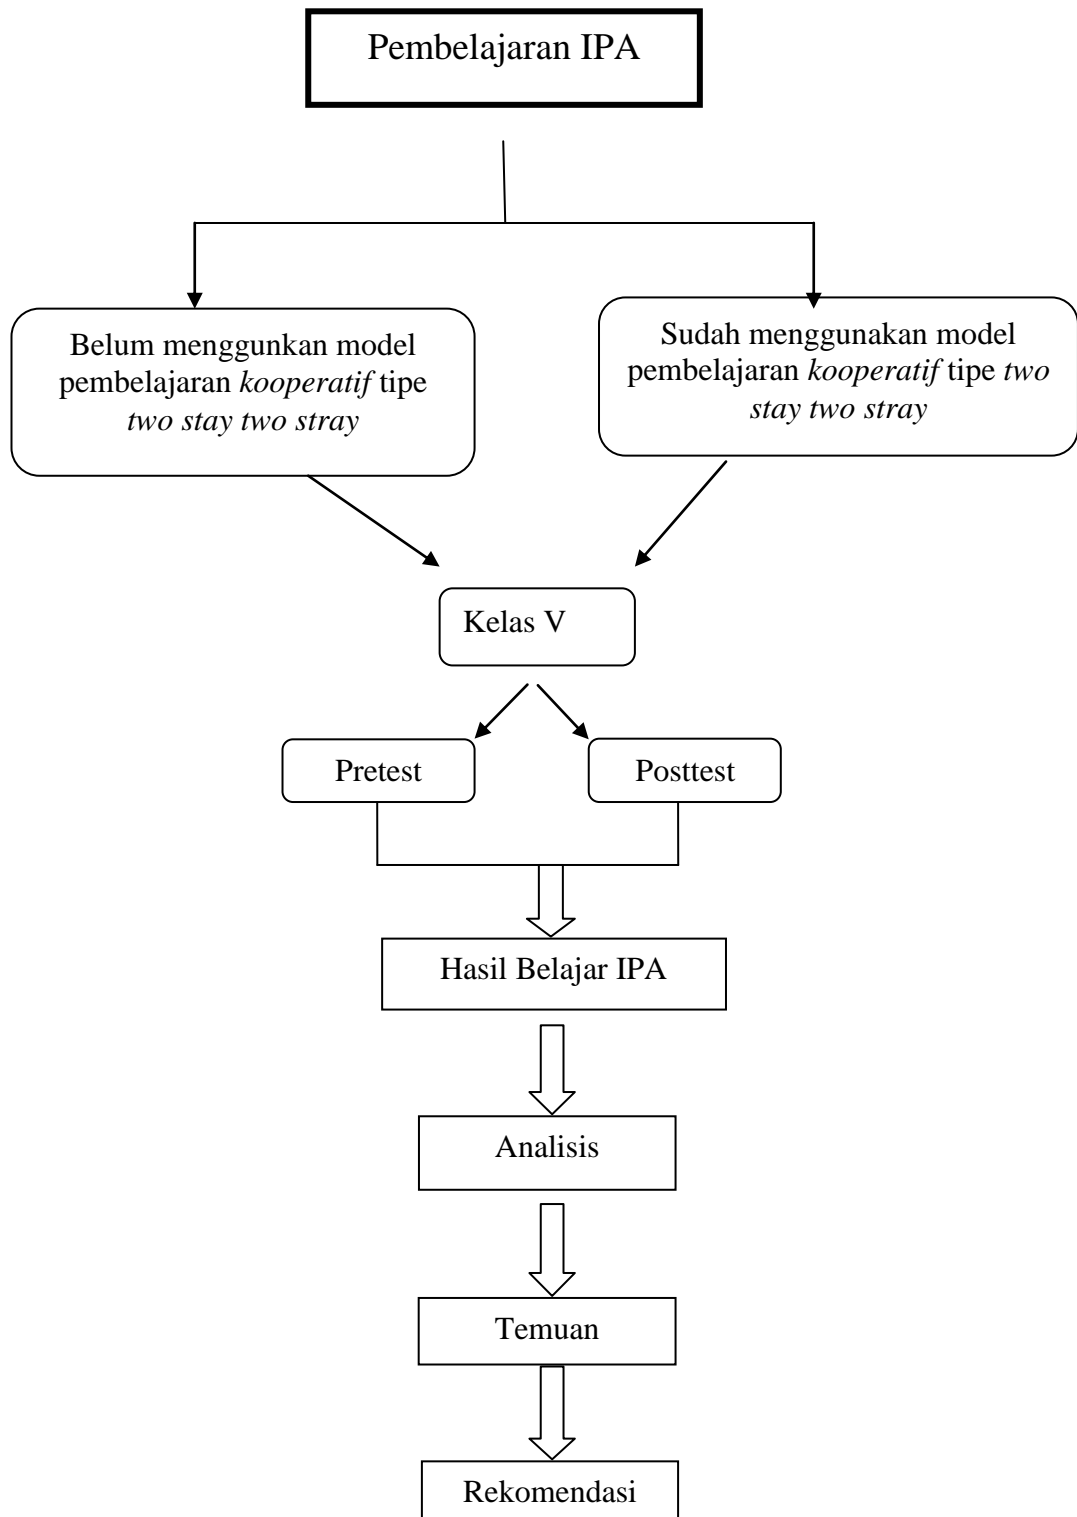 Pembelajaran IPA
Belum menggunkan model
pembelajaran kooperatif tipe
two stay two stray
Sudah menggunakan model
pembelajaran kooperatif tipe two
stay two stray
Kelas V
Pretest
Posttest
Hasil Belajar IPA
Analisis
Temuan
Rekomendasi